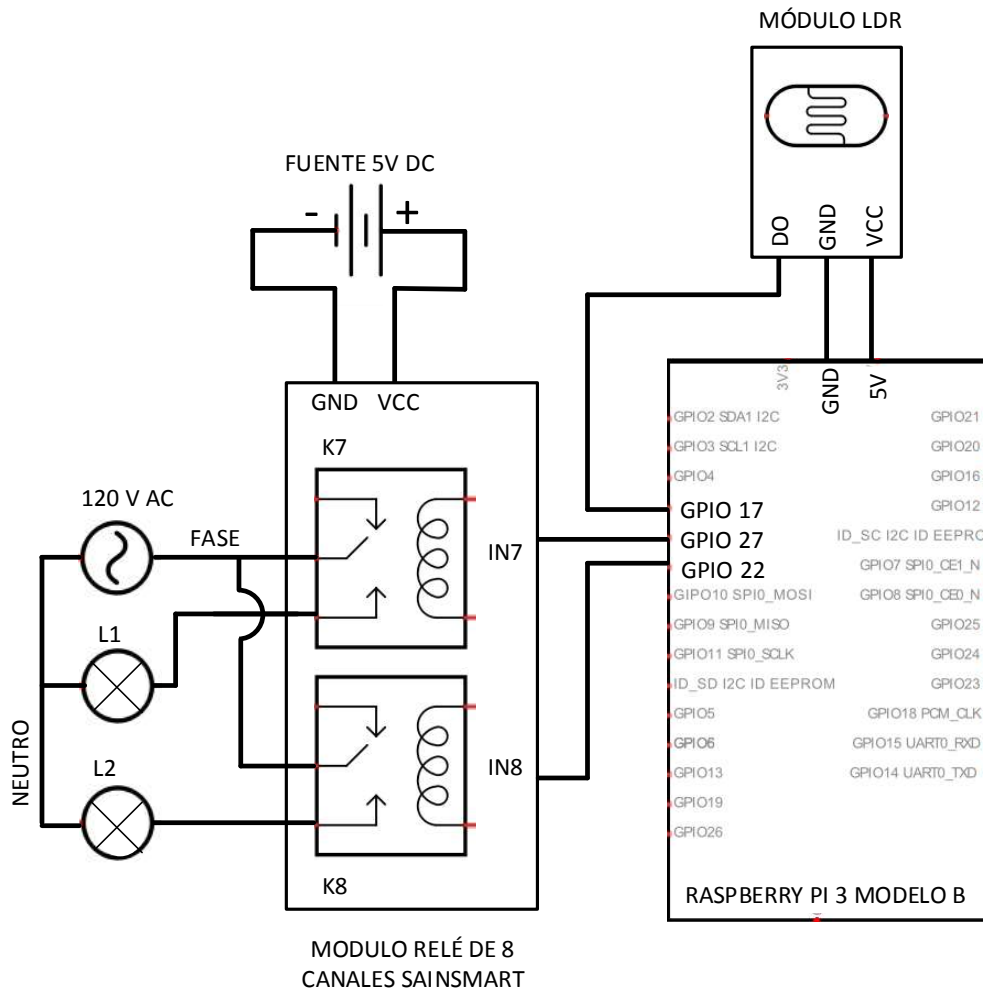 MÓDULO LDR
DO
GND
VCC
FUENTE 5V DC
- +
GND VCC
K7
IN7
120 V AC
FASE
L1
L2
NEUTRO
IN8
K8
MODULO RELÉ DE 8
CANALES SAINSMART
3V3
GND
5V
GPIO2 SDA1 I2C
GPIO3 SCL1 I2C
GPIO4
GPIO 17
GPIO 27
GPIO 22
GIPO10 SPI0_MOSI
GPIO9 SPI0_MISO
GPIO11 SPI0_SCLK
ID_SD I2C ID EEPROM
GPIO5
GPIO6
GPIO13
GPIO19
GPIO26
GPIO21
GPIO20
GPIO16
GPIO12
ID_SC I2C ID EEPRO
GPIO7 SPI0_CE1_N
GPIO8 SPI0_CE0_N
GPIO25
GPIO24
GPIO23
GPIO18 PCM_CLK
GPIO15 UART0_RXD
GPIO14 UART0_TXD
RASPBERRY PI 3 MODELO B